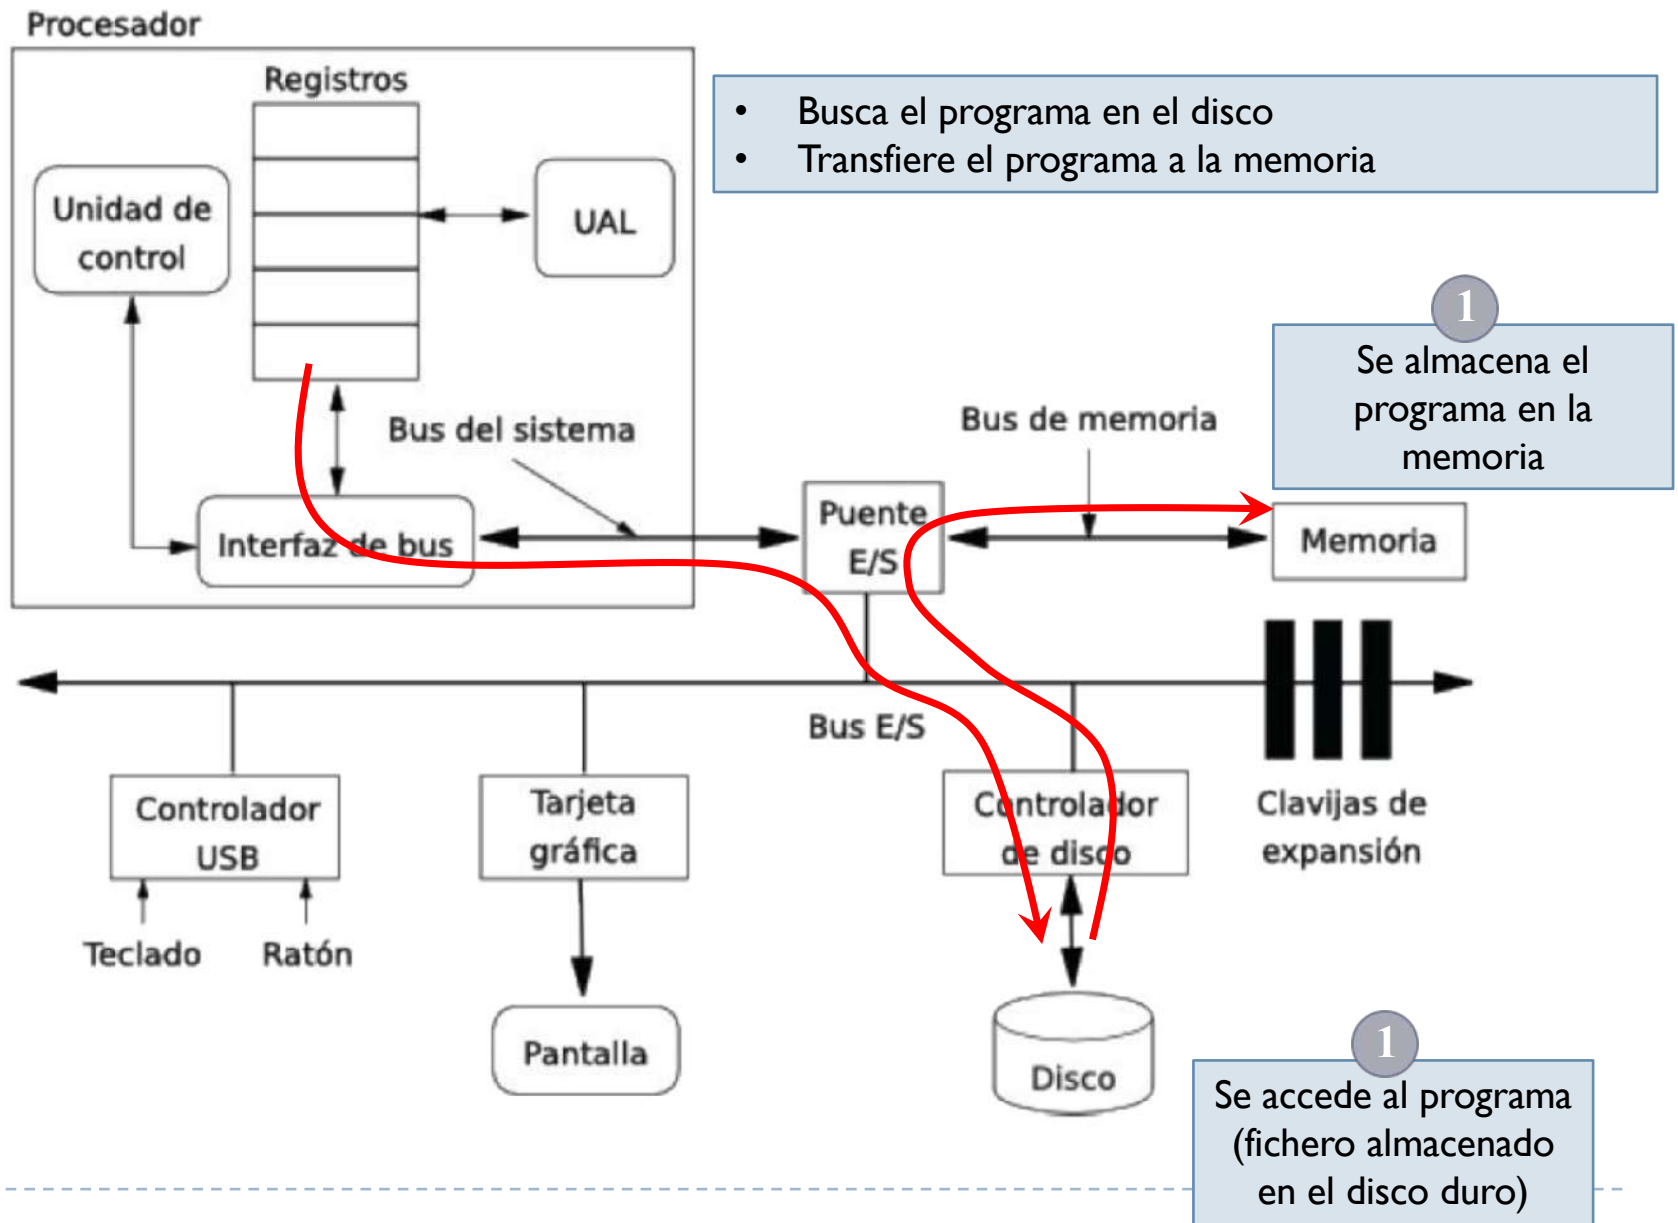 Procesador
Registros
• Busca el programa en el disco
• Transfiere el programa a la memoria
Unidad de
control
UAL
1
Se almacena el
programa en la
memoria
Bus del sistema
Bus de memoria
Puente
E/S
Interfaz de bus
Memoria
Bus E/S
Controlador
USB
Tarjeta
gráfica
Controlador
de disco
Clavijas de
expansión
Teclado
Ratón
Pantalla
Disco
1
Se accede al programa
(fichero almacenado
en el disco duro)